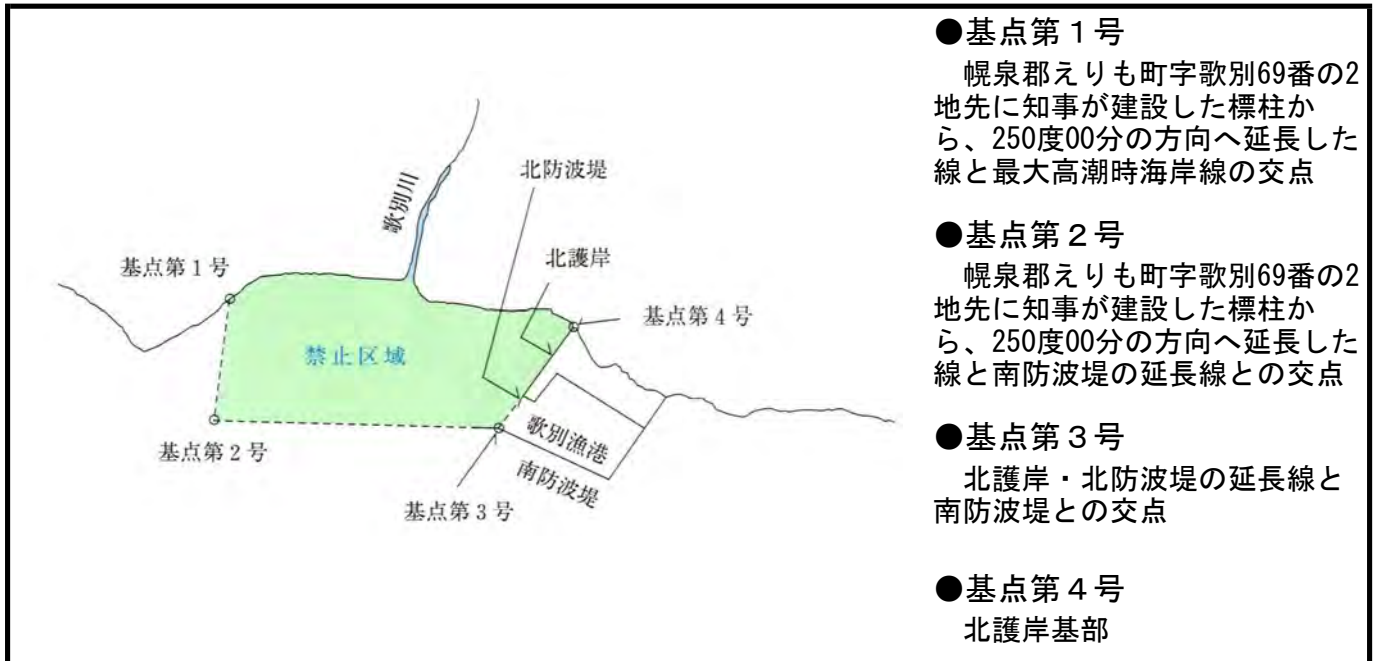 北防波堤
歌別川
北護岸
基点第１号
基点第４号
禁止区域
歌別漁港
基点第２号
南防波堤
基点第３号
●基点第１号
　幌泉郡えりも町字歌別69番の2
地先に知事が建設した標柱か
ら、250度00分の方向へ延長した
線と最大高潮時海岸線の交点
●基点第２号
　幌泉郡えりも町字歌別69番の2
地先に知事が建設した標柱か
ら、250度00分の方向へ延長した
線と南防波堤の延長線との交点
●基点第３号
　北護岸・北防波堤の延長線と
南防波堤との交点
●基点第４号
　北護岸基部